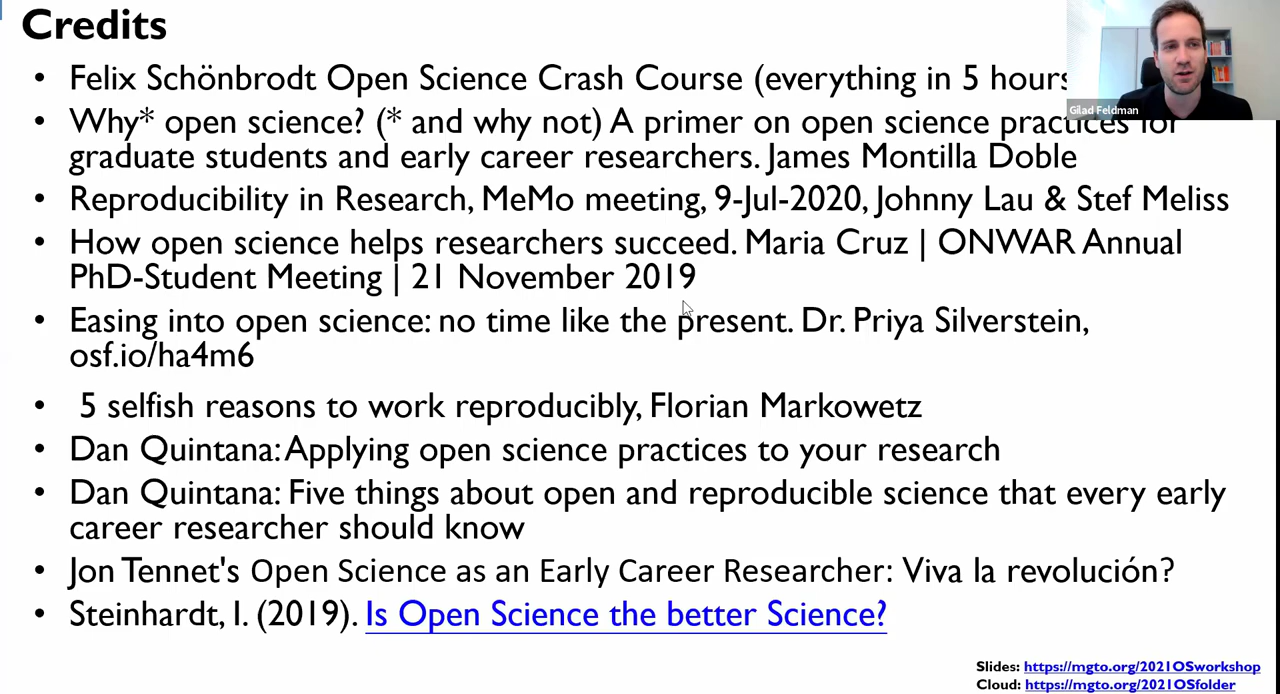 Credits
• Felix Schönbrodt Open Science Crash Course (everything in 5 hours
Gilad Feldman
• Why* open science? (* and why not) A primer on open science practices for
graduate students and early career researchers. James Montilla Doble
• Reproducibility in Research, MeMo meeting, 9-Jul-2020, Johnny Lau & Stef Meliss
• How open science helps researchers succeed. Maria Cruz | ONWAR Annual
PhD-Student Meeting | 21 November 2019
• Easing into open science: no time like the present. Dr. Priya Silverstein,
osf.io/ha4m6
• 5 selfish reasons to work reproducibly, Florian Markowetz
• Dan Quintana: Applying open science practices to your research
• Dan Quintana: Five things about open and reproducible science that every early
career researcher should know
• Jon Tennet's Open Science as an Early Career Researcher: Viva la revolución?
• Steinhardt, I. (2019). Is Open Science the better Science?
Slides: https://mgto.org/2021OSworkshop
Cloud: https://mgto.org/2021OSfolder